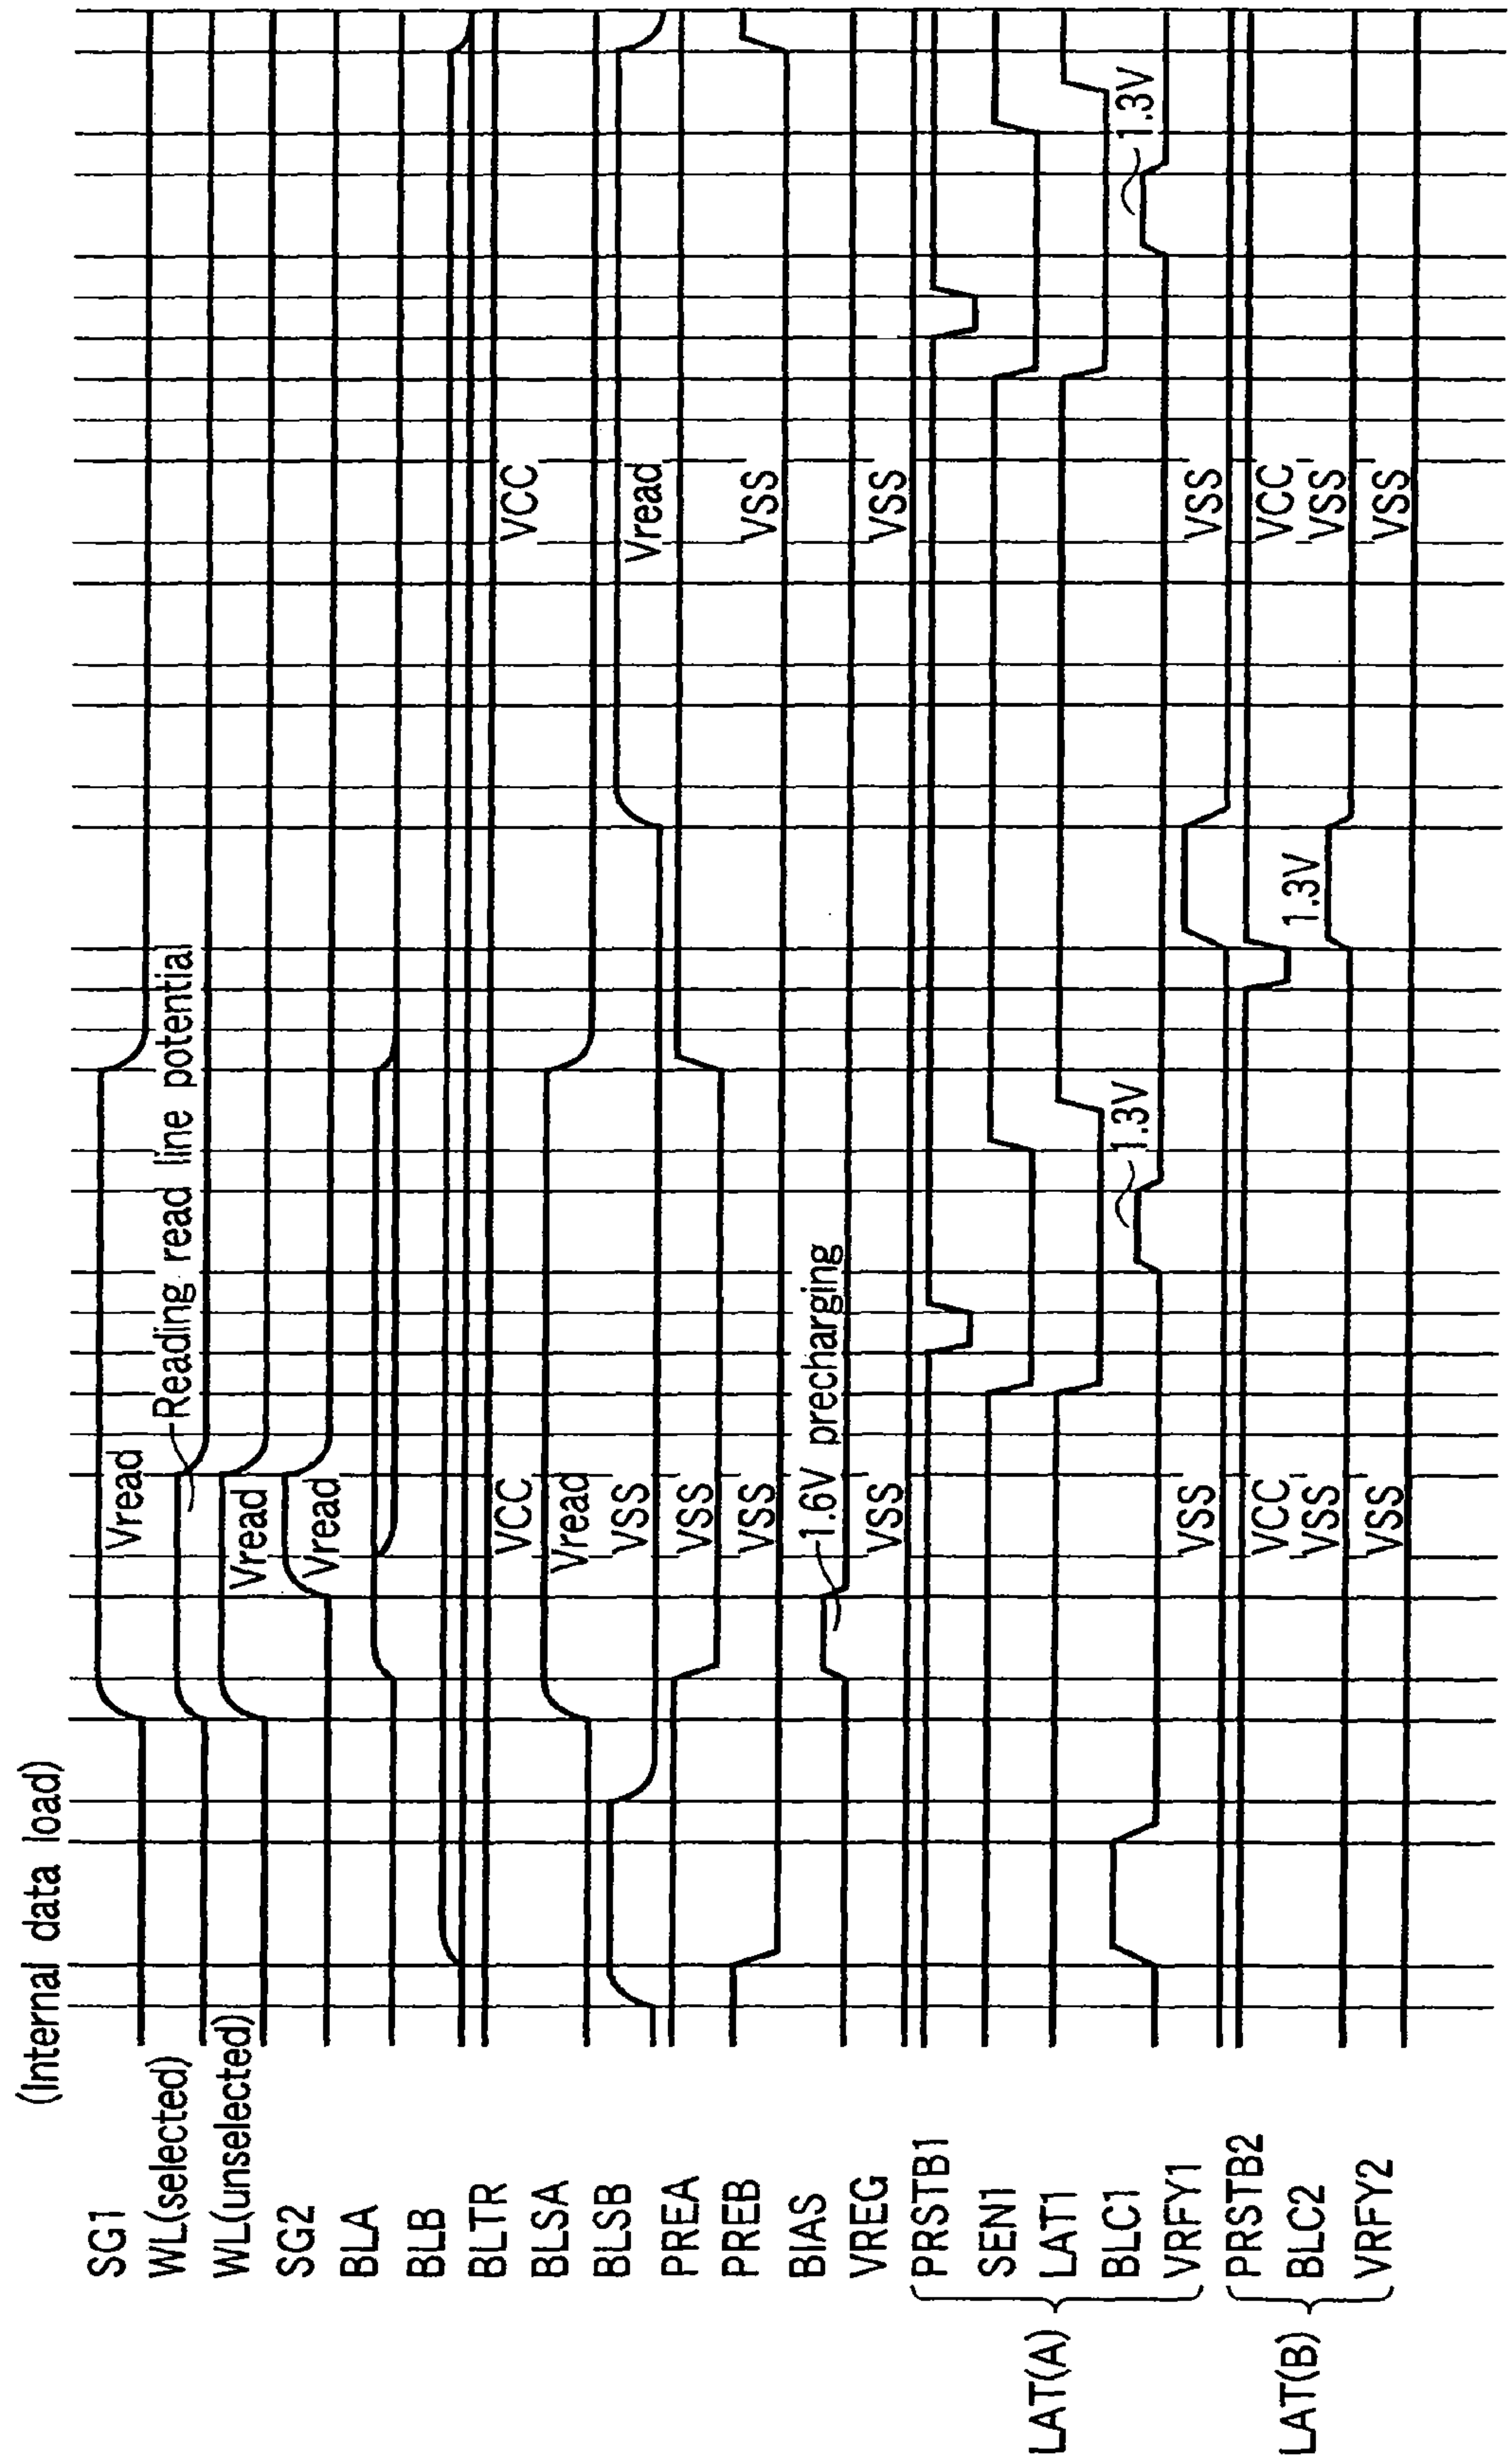 (Internal data load)
SG1
Vread
WL(selected)
Reading read line potential
WL(unselected)
Vread
SG2
Vread
BLA
BLB
BLTR
VCC
VCC
BLSA
Vread
BLSB
VSS
Vread
PREA
VSS
PREB
VSS
VSS
BIAS
1.6V precharging
VREG
VSS
VSS
LAT(A)
PRSTB1
SEN1
LAT1
BLC1
1.3V
1.3V
VRFY1
VSS
VSS
LAT(B)
PRSTB2
VCC
VCC
BLC2
VSS
1.3V
VSS
VRFY2
VSS
VSS